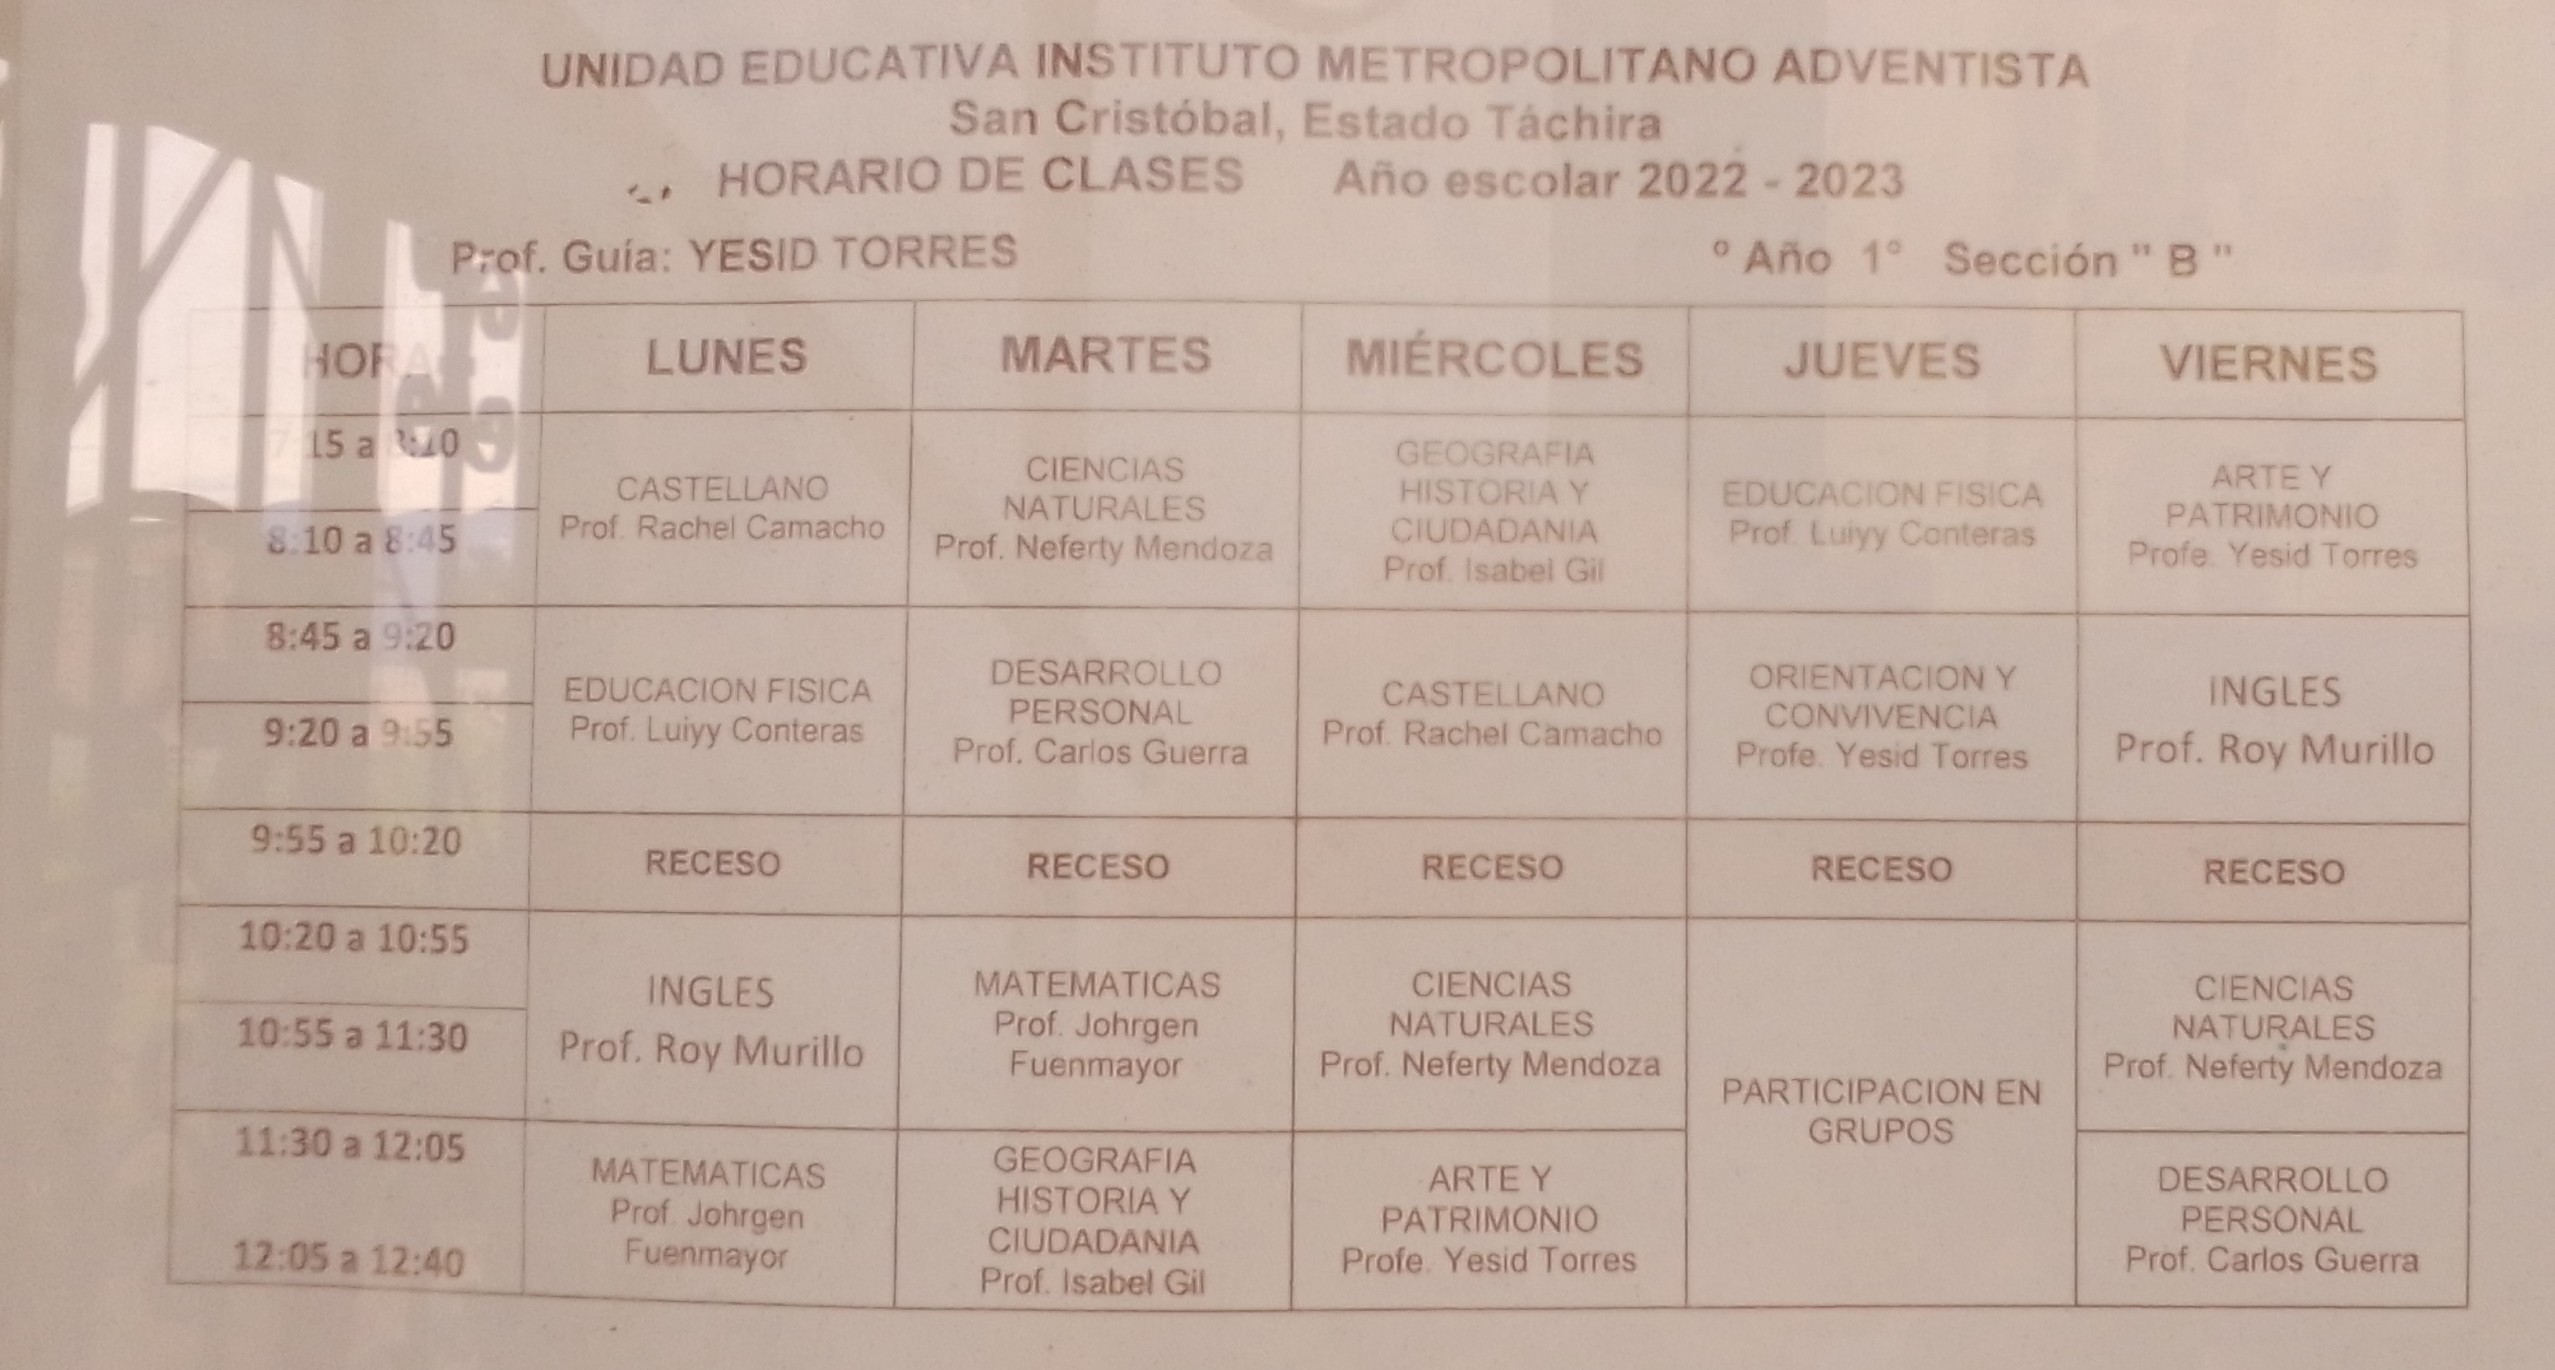 UNIDAD EDUCATIVA INSTITUTO METROPOLITANO ADVENTISTA
San Cristóbal, Estado Táchira
HORARIO DE CLASES Año escolar 2022 - 2023
Prof. Guía: YESID TORRES º Año 1° Sección " B "
HORA LUNES MARTES MIÉRCOLES JUEVES VIERNES
7:15 a 8:10
8:10 a 8:45
CASTELLANO
Prof. Rachel Camacho
CIENCIAS
NATURALES
Prof. Neferty Mendoza
GEOGRAFIA
HISTORIA Y
CIUDADANIA
Prof. Isabel Gil
EDUCACION FISICA
Prof. Luiyy Conteras
ARTE Y
PATRIMONIO
Profe. Yesid Torres
8:45 a 9:20
9:20 a 9:55
EDUCACION FISICA
Prof. Luiyy Conteras
DESARROLLO
PERSONAL
Prof. Carlos Guerra
CASTELLANO
Prof. Rachel Camacho
ORIENTACION Y
CONVIVENCIA
Profe. Yesid Torres
INGLES
Prof. Roy Murillo
9:55 a 10:20 RECESO RECESO RECESO RECESO RECESO
10:20 a 10:55
10:55 a 11:30
INGLES
Prof. Roy Murillo
MATEMATICAS
Prof. Johrgen
Fuenmayor
CIENCIAS
NATURALES
Prof. Neferty Mendoza
PARTICIPACION EN
GRUPOS
CIENCIAS
NATURALES
Prof. Neferty Mendoza
11:30 a 12:05
12:05 a 12:40
MATEMATICAS
Prof. Johrgen
Fuenmayor
GEOGRAFIA
HISTORIA Y
CIUDADANIA
Prof. Isabel Gil
ARTE Y
PATRIMONIO
Profe. Yesid Torres
DESARROLLO
PERSONAL
Prof. Carlos Guerra